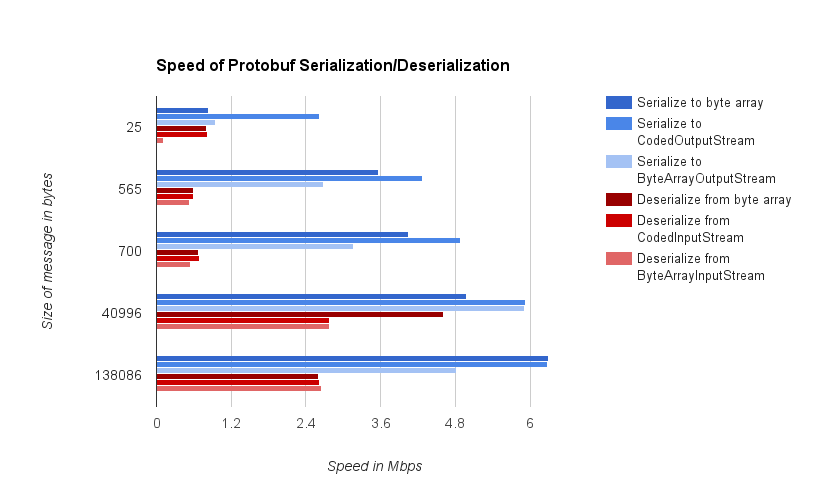 Speed of Protobuf Serialization/Deserialization
Size of message in bytes
25
565
700
40996
138086
0 1.2 2.4 3.6 4.8 6
Speed in Mbps
Serialize to byte array
Serialize to
CodedOutputStream
Serialize to
ByteArrayOutputStream
Deserialize from byte array
Deserialize from
CodedInputStream
Deserialize from
ByteArrayInputStream